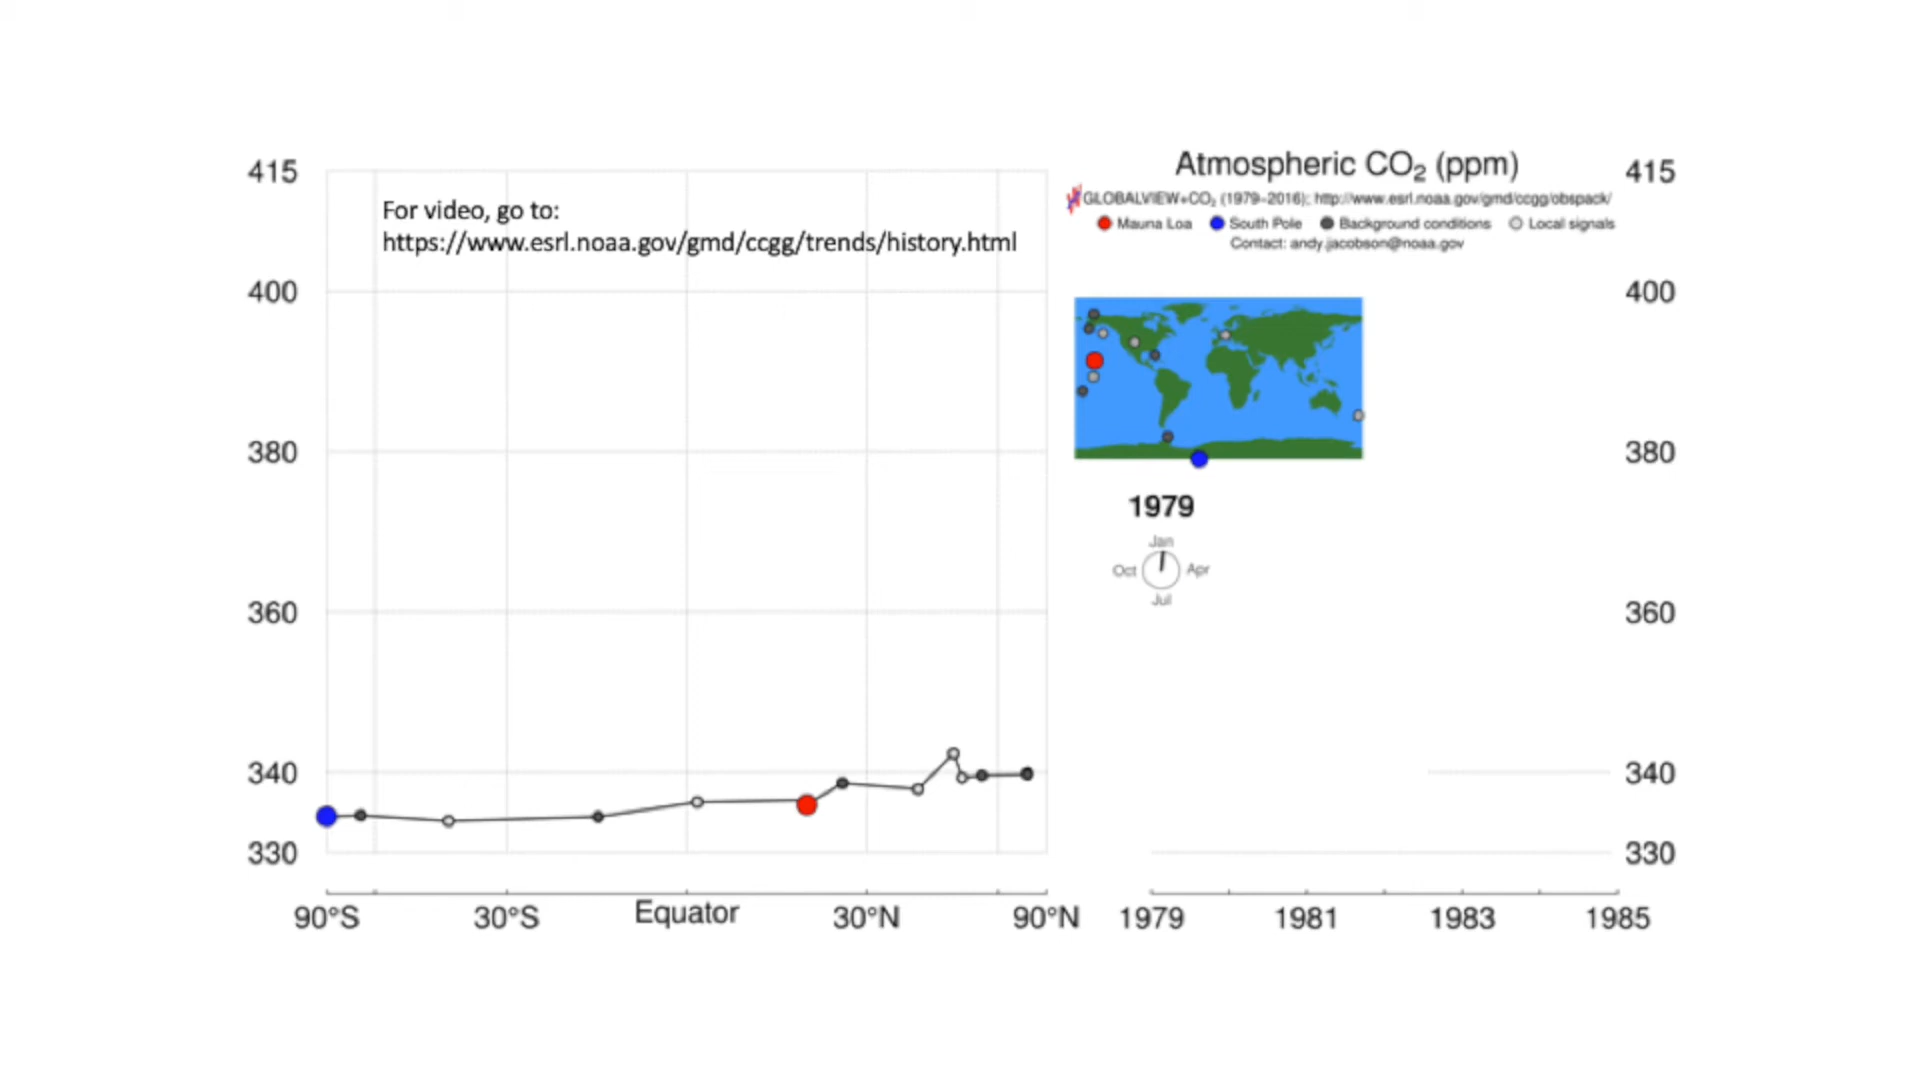 Atmospheric CO₂ (ppm)
GLOBALVIEW+CO₂ (1979-2016); http://www.esrl.noaa.gov/gmd/ccgg/obspack/
Mauna Loa South Pole Background conditions Local signals
Contact: andy.jacobson@noaa.gov
For video, go to:
https://www.esrl.noaa.gov/gmd/ccgg/trends/history.html
415
400
380
360
340
330
90°S 30°S Equator 30°N 90°N
1979
Jan
Oct Apr
Jul
415
400
380
360
340
330
1979 1981 1983 1985